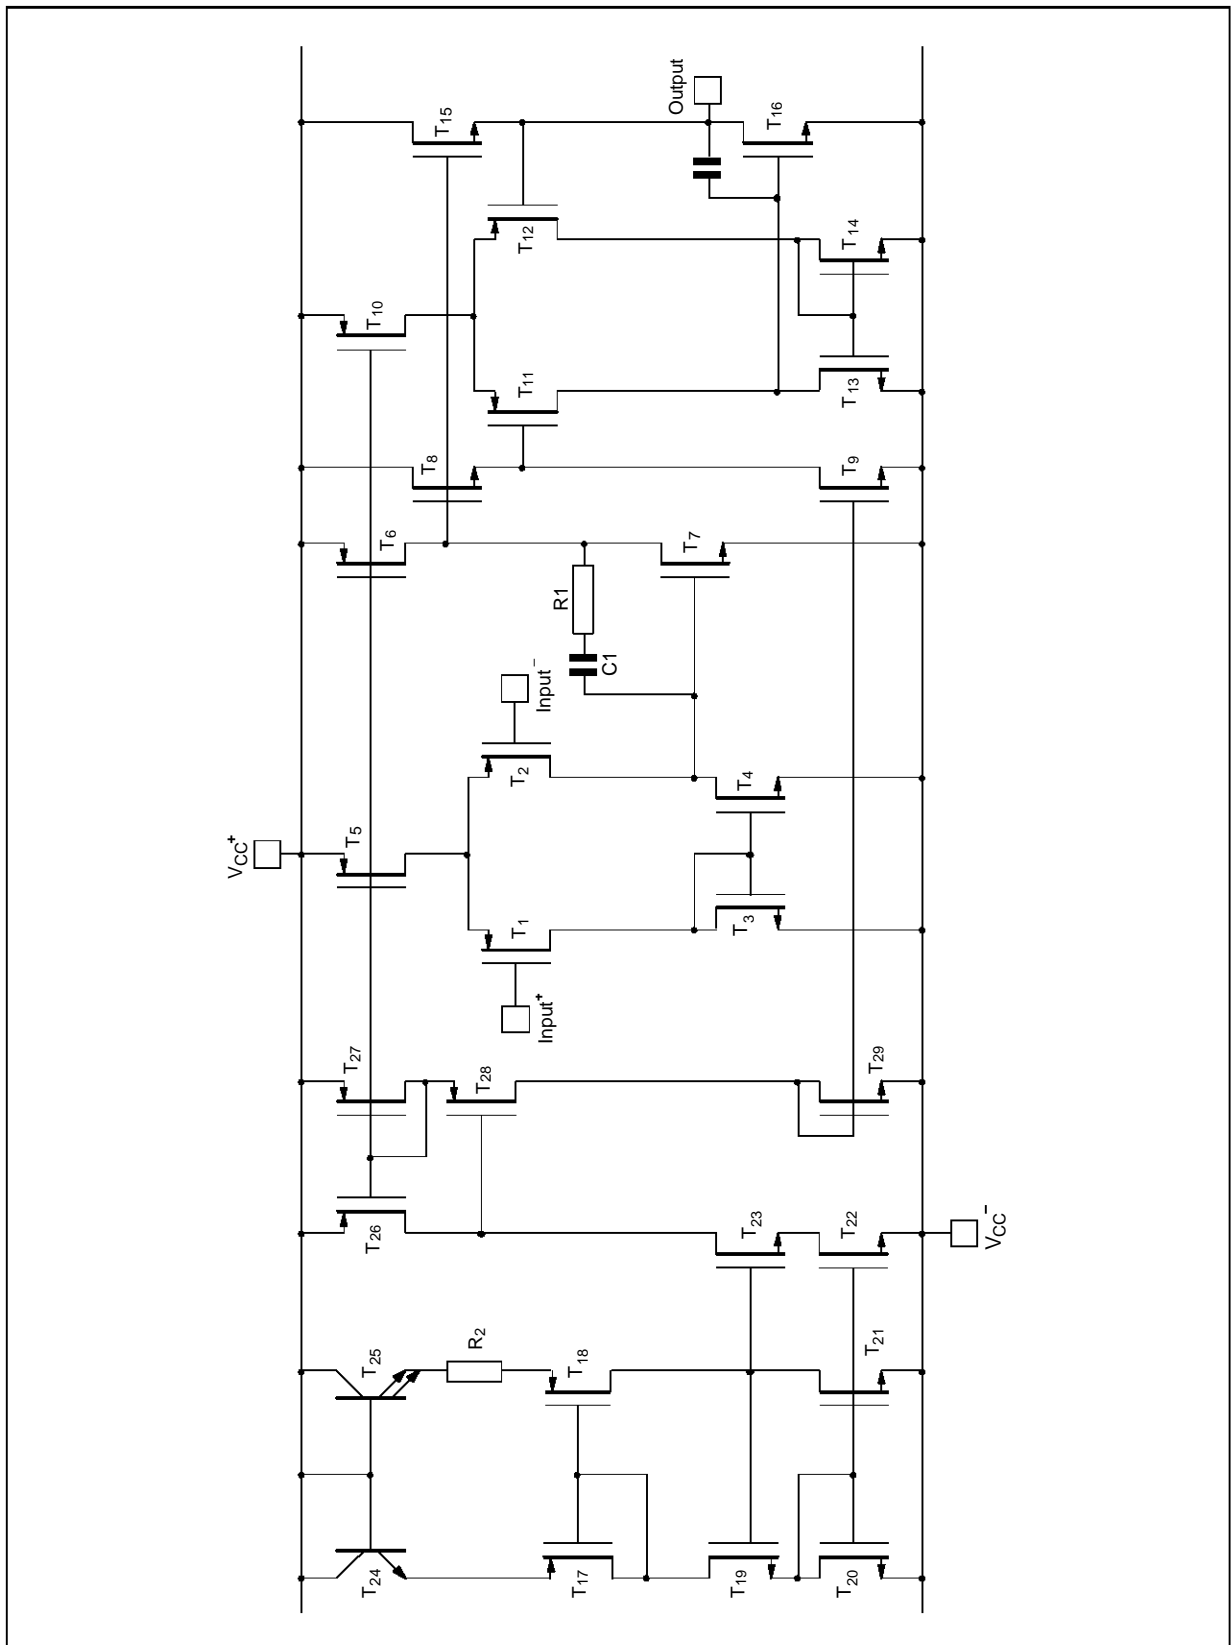 Output
T15
T16
T12
T14
T10
T11
T13
T8
T9
T6
T7
R1
C1
Input-
T2
T4
T5
VCC+
T1
T3
Input+
T27
T28
T29
T26
T23
T22
VCC-
T25
R2
T18
T21
T24
T17
T19
T20